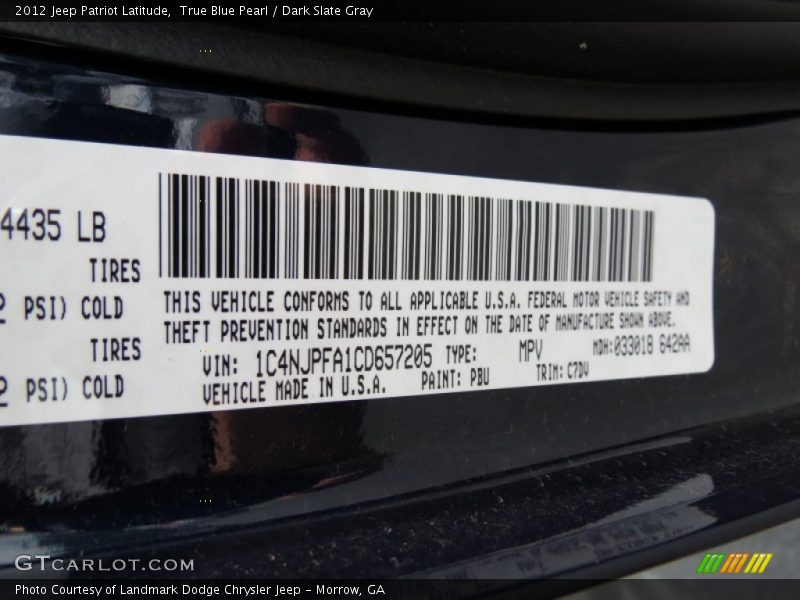 2012 Jeep Patriot Latitude,  True Blue Pearl / Dark Slate Gray
4435 LB
TIRES
PSI) COLD
TIRES
PSI) COLD
THIS VEHICLE CONFORMS TO ALL APPLICABLE U.S.A. FEDERAL MOTOR VEHICLE SAFETY AND
THEFT PREVENTION STANDARDS IN EFFECT ON THE DATE OF MANUFACTURE SHOWN ABOVE.
VIN: 1C4NJPFA1CD657205 TYPE: MPV MDH:033018 642AA
VEHICLE MADE IN U.S.A. PAINT: PBU TRIM: C7DV
GTCARLOT.COM
Photo Courtesy of Landmark Dodge Chrysler Jeep - Morrow, GA